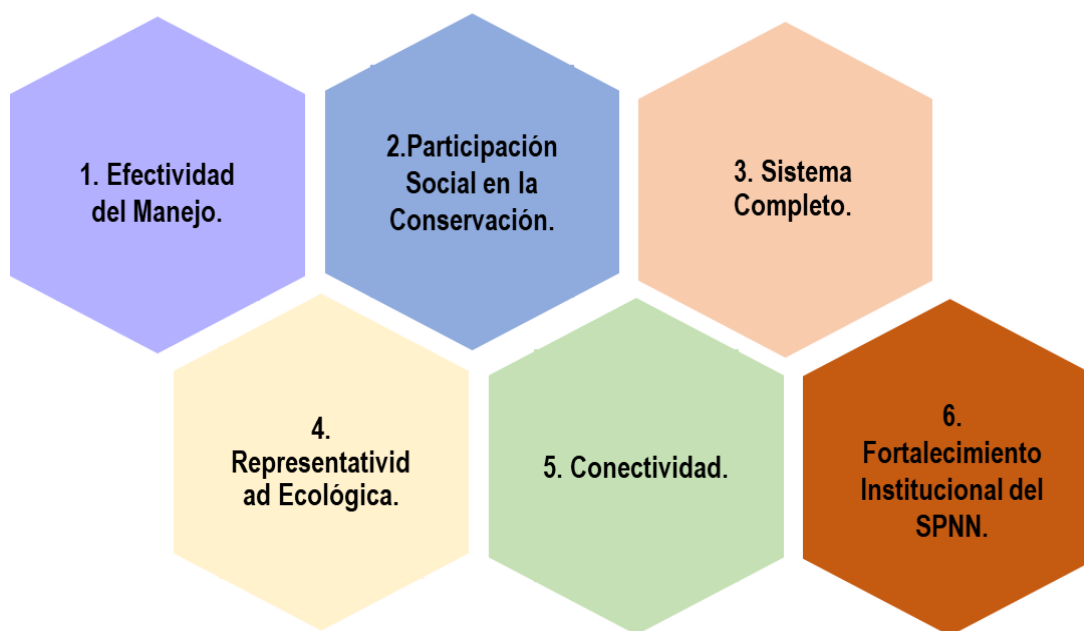 1. Efectividad
del Manejo.
2.Participación
Social en la
Conservación.
3. Sistema
Completo.
4.
Representativid
ad Ecológica.
5. Conectividad.
6.
Fortalecimiento
Institucional del
SPNN.